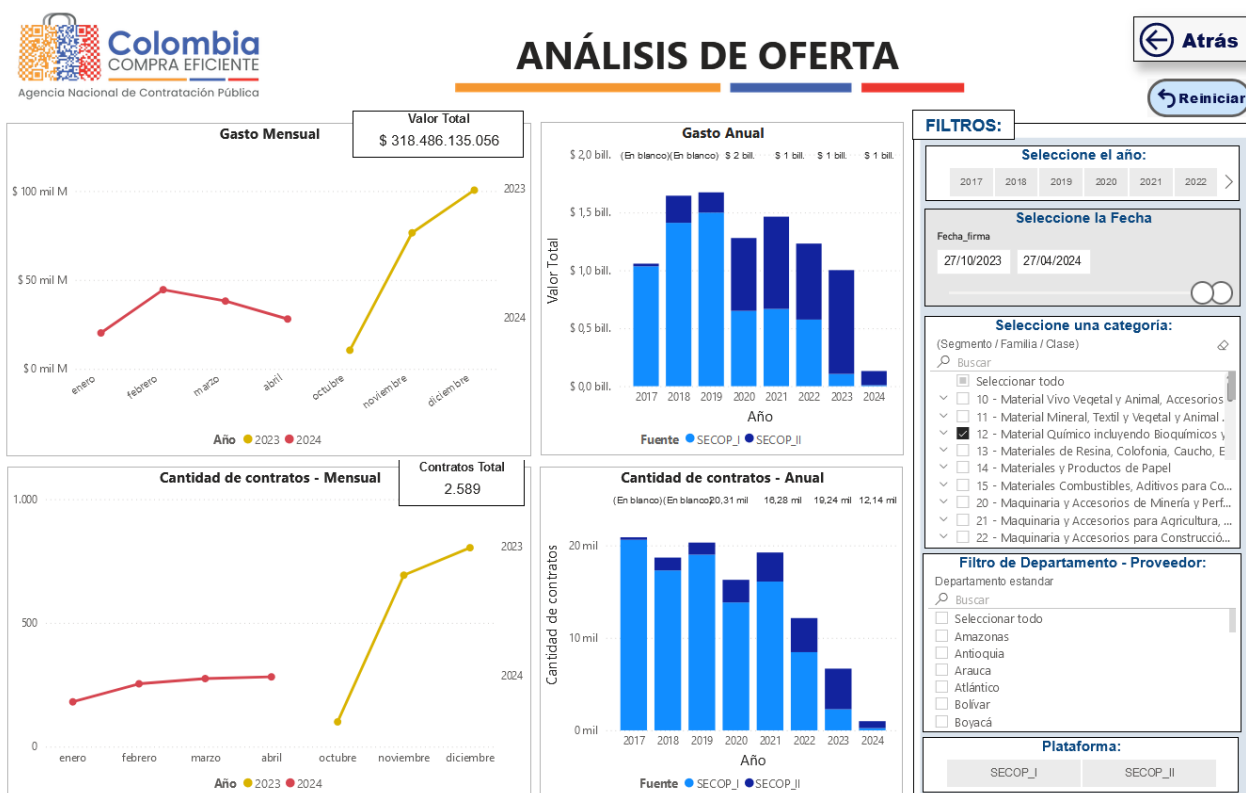 Colombia
COMPRA EFICIENTE
Agencia Nacional de Contratación Pública
ANÁLISIS DE OFERTA
Atrás
Reiniciar
Gasto Mensual
Valor Total
$ 318.486.135.056
$ 100 mil M
$ 50 mil M
$ 0 mil M
2023
2024
enero febrero marzo abril octubre noviembre diciembre
Año 2023 2024
Gasto Anual
(En blanco)(En blanco) $ 2 bill. $ 1 bill. $ 1 bill. $ 1 bill.
Valor Total
$ 2,0 bill.
$ 1,5 bill.
$ 1,0 bill.
$ 0,5 bill.
$ 0,0 bill.
2017 2018 2019 2020 2021 2022 2023 2024
Año
Fuente SECOP_I SECOP_II
Cantidad de contratos - Mensual
Contratos Total
2.589
1.000
500
0
2023
2024
enero febrero marzo abril octubre noviembre diciembre
Año 2023 2024
Cantidad de contratos - Anual
(En blanco)(En blanco)20,31 mil 16,28 mil 19,24 mil 12,14 mil
Cantidad de contratos
20 mil
10 mil
0 mil
2017 2018 2019 2020 2021 2022 2023 2024
Año
Fuente SECOP_I SECOP_II
FILTROS:
Seleccione el año:
2017 2018 2019 2020 2021 2022
Seleccione la Fecha
Fecha_firma
27/10/2023 27/04/2024
Seleccione una categoría:
(Segmento / Familia / Clase)
Buscar
Seleccionar todo
10 - Material Vivo Vegetal y Animal, Accesorios
11 - Material Mineral, Textil y Vegetal y Animal .
12 - Material Químico incluyendo Bioquímicos y
13 - Materiales de Resina, Colofonia, Caucho, E
14 - Materiales y Productos de Papel
15 - Materiales Combustibles, Aditivos para Co...
20 - Maquinaria y Accesorios de Minería y Perf...
21 - Maquinaria y Accesorios para Agricultura, ...
22 - Maquinaria y Accesorios para Construcció...
Filtro de Departamento - Proveedor:
Departamento estandar
Buscar
Seleccionar todo
Amazonas
Antioquia
Arauca
Atlántico
Bolívar
Boyacá
Plataforma:
SECOP_I SECOP_II